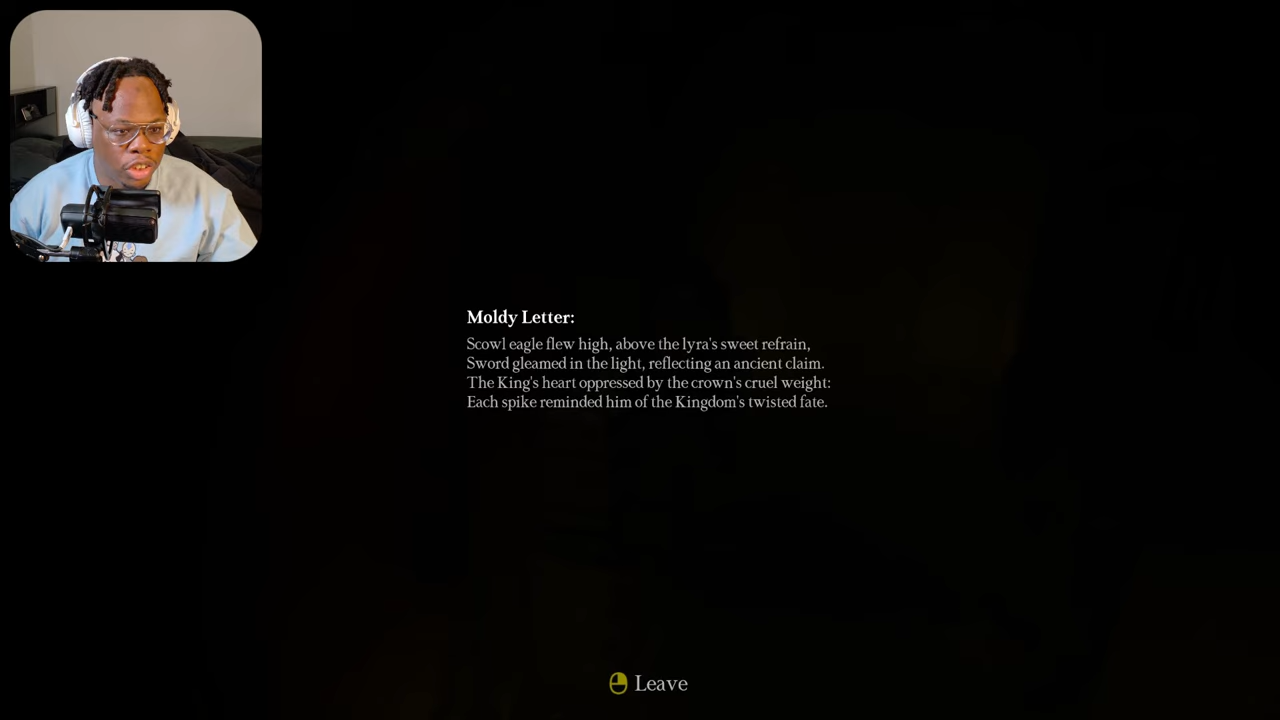 Moldy Letter:
Scowl eagle flew high, above the lyra's sweet refrain,
Sword gleamed in the light, reflecting an ancient claim.
The King's heart oppressed by the crown's cruel weight:
Each spike reminded him of the Kingdom's twisted fate.
Leave